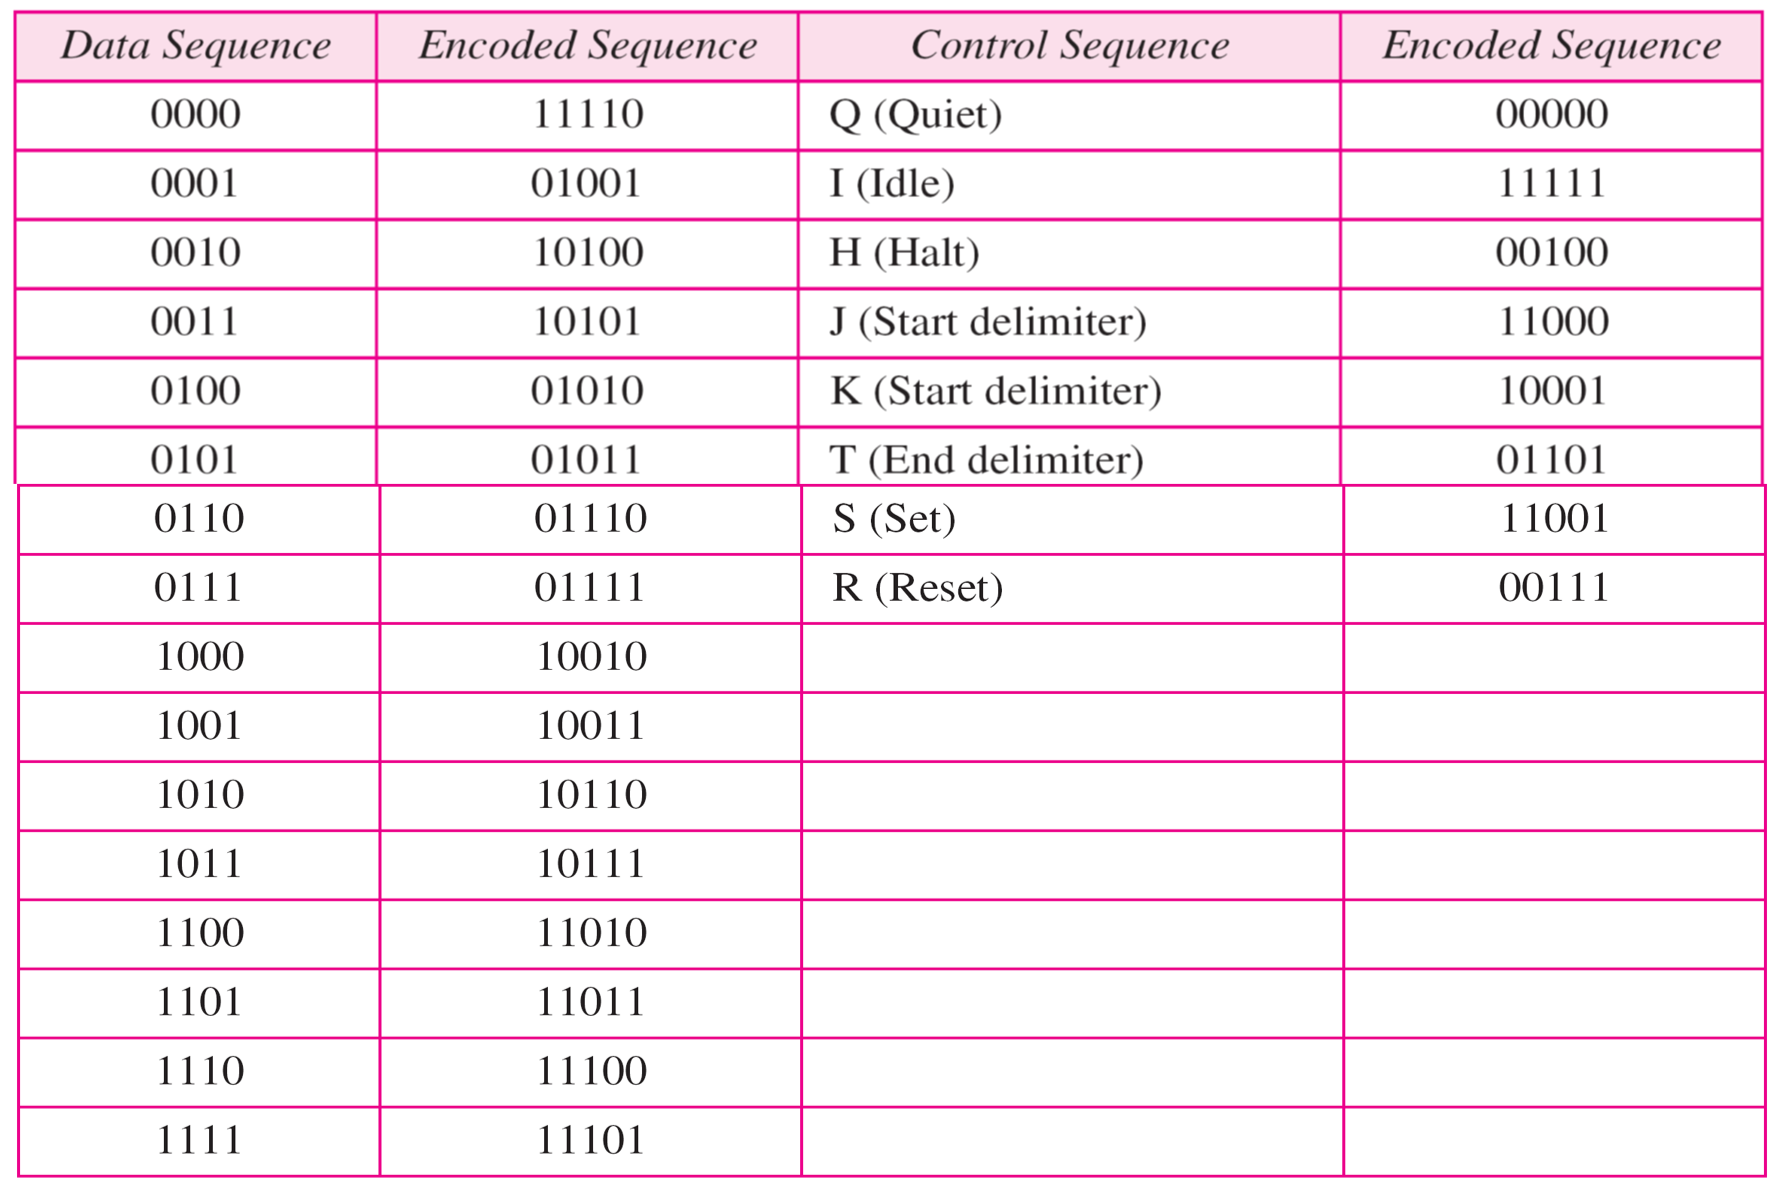 Data Sequence Encoded Sequence Control Sequence Encoded Sequence
0000 11110 Q (Quiet) 00000
0001 01001 I (Idle) 11111
0010 10100 H (Halt) 00100
0011 10101 J (Start delimiter) 11000
0100 01010 K (Start delimiter) 10001
0101 01011 T (End delimiter) 01101
0110 01110 S (Set) 11001
0111 01111 R (Reset) 00111
1000 10010
1001 10011
1010 10110
1011 10111
1100 11010
1101 11011
1110 11100
1111 11101